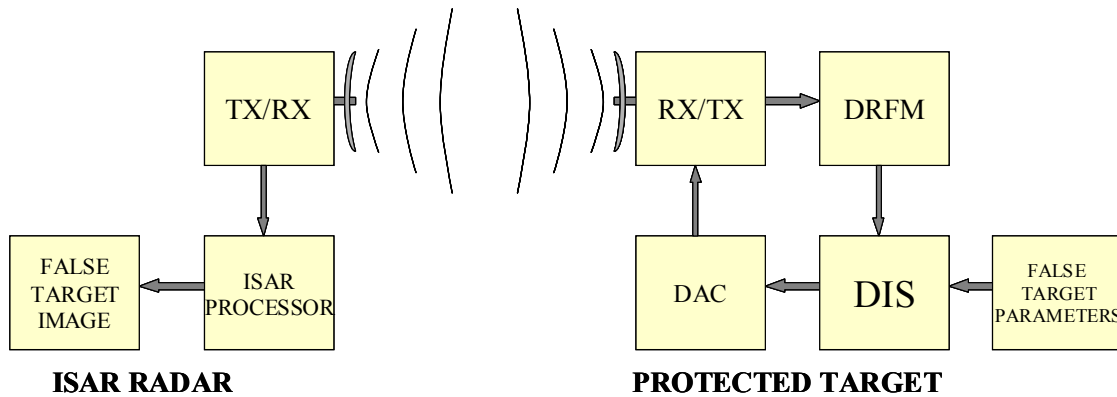 TX/RX
RX/TX
DRFM
FALSE
TARGET
IMAGE
ISAR
PROCESSOR
DAC
DIS
FALSE
TARGET
PARAMETERS
ISAR RADAR
PROTECTED TARGET